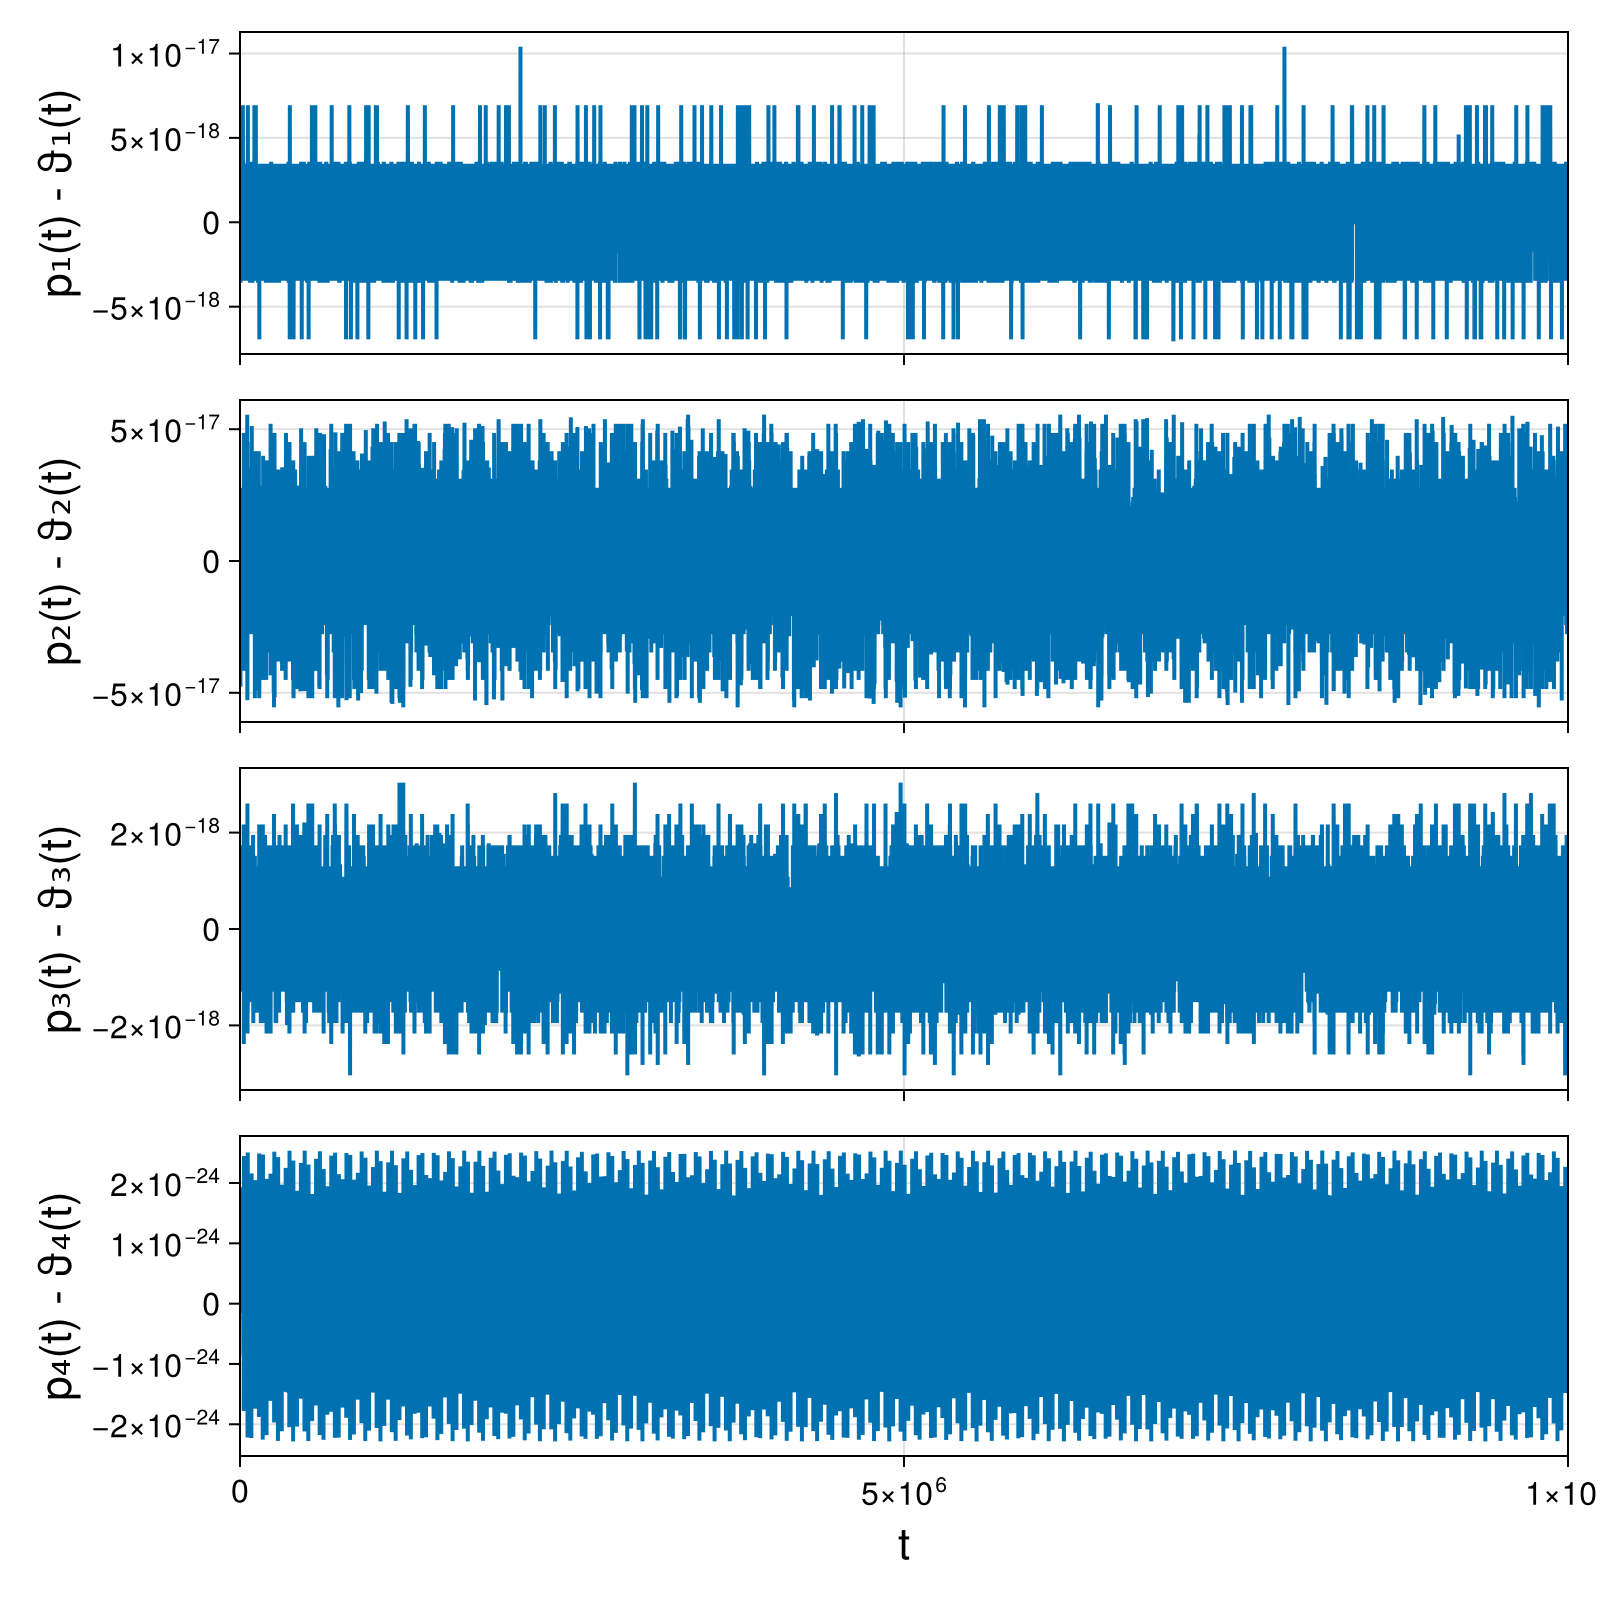 1×10⁻¹⁷
5×10⁻¹⁸
0
−5×10⁻¹⁸
p₁(t) - ϑ₁(t)
5×10⁻¹⁷
0
−5×10⁻¹⁷
p₂(t) - ϑ₂(t)
2×10⁻¹⁸
0
−2×10⁻¹⁸
p₃(t) - ϑ₃(t)
2×10⁻²⁴
1×10⁻²⁴
0
−1×10⁻²⁴
−2×10⁻²⁴
p₄(t) - ϑ₄(t)
0 5×10⁶ 1×10
t